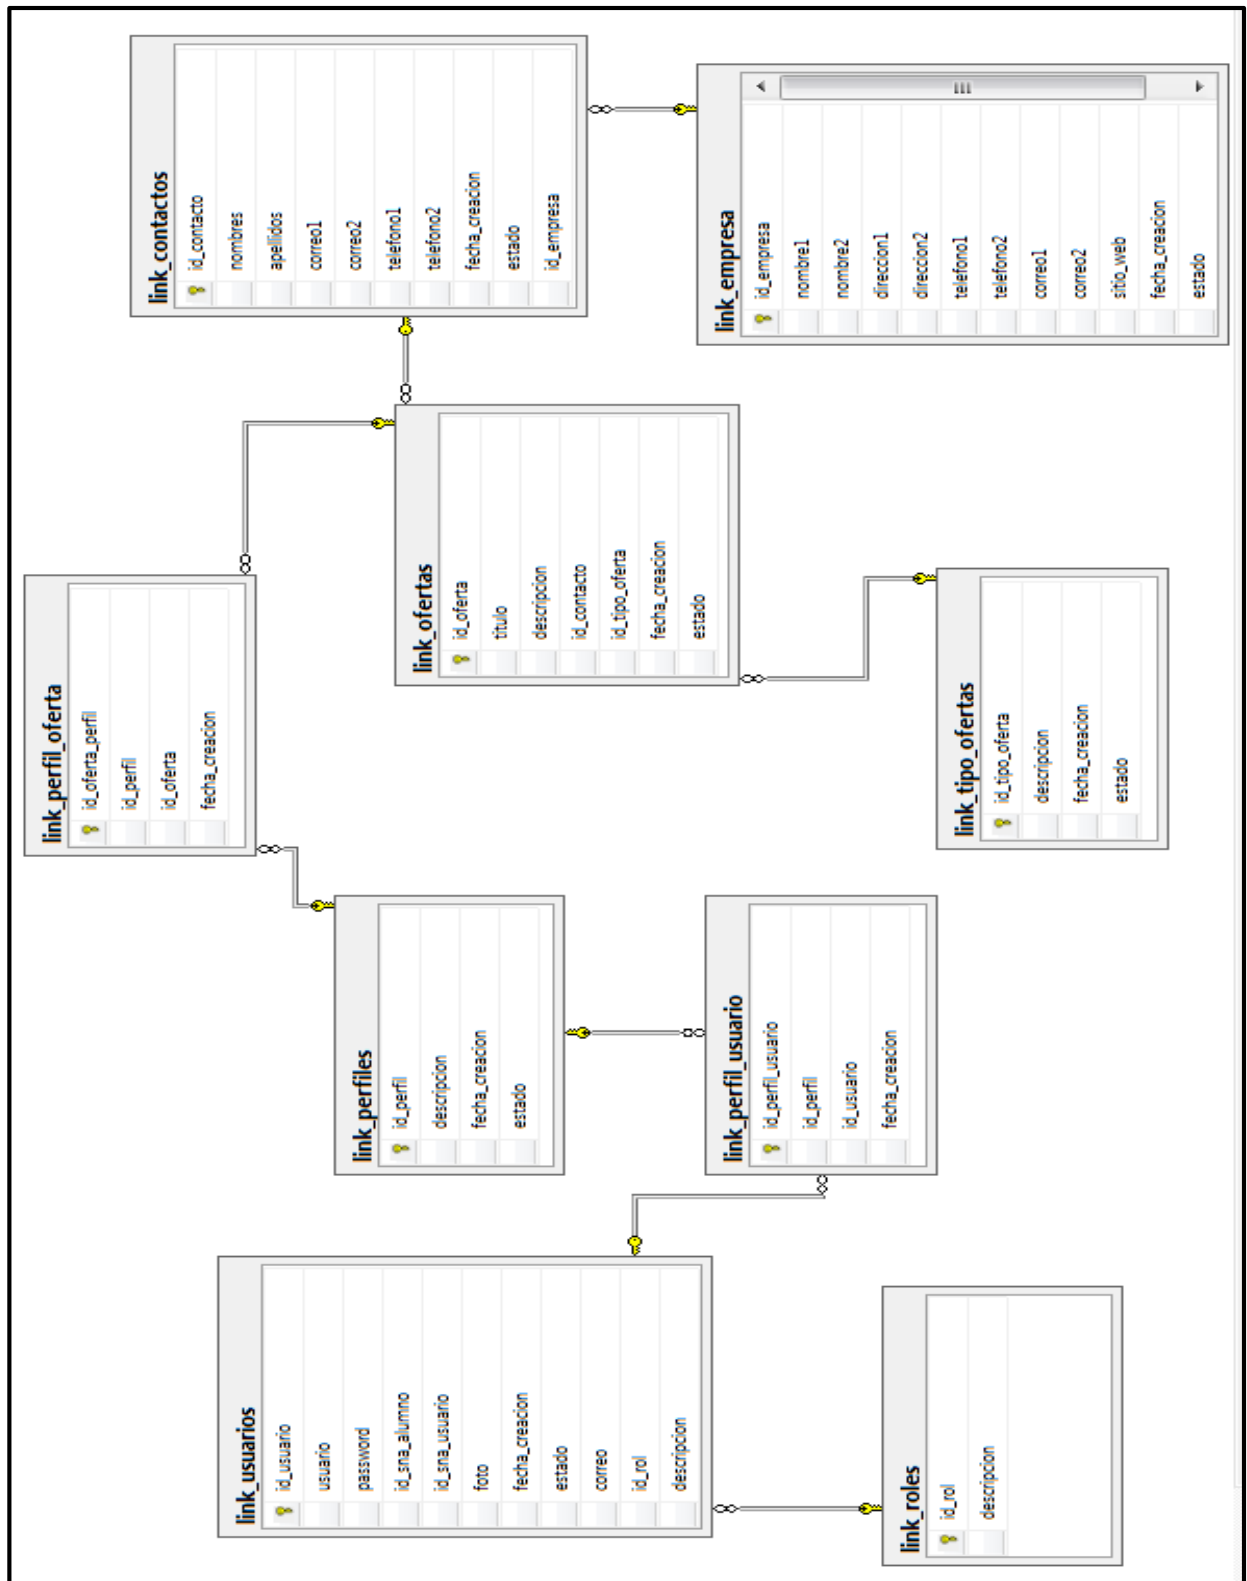 link_usuarios
id_usuario
usuario
password
id_sna_alumno
id_sna_usuario
foto
fecha_creacion
estado
correo
id_rol
descripcion
link_roles
id_rol
descripcion
link_perfiles
id_perfil
descripcion
fecha_creacion
estado
link_perfil_usuario
id_perfil_usuario
id_perfil
id_usuario
fecha_creacion
link_perfil_oferta
id_oferta_perfil
id_perfil
id_oferta
fecha_creacion
link_ofertas
id_oferta
titulo
descripcion
id_contacto
id_tipo_oferta
fecha_creacion
estado
link_tipo_ofertas
id_tipo_oferta
descripcion
fecha_creacion
estado
link_contactos
id_contacto
nombres
apellidos
correo1
correo2
telefono1
telefono2
fecha_creacion
estado
id_empresa
link_empresa
id_empresa
nombre1
nombre2
direccion1
direccion2
telefono1
telefono2
correo1
correo2
sitio_web
fecha_creacion
estado